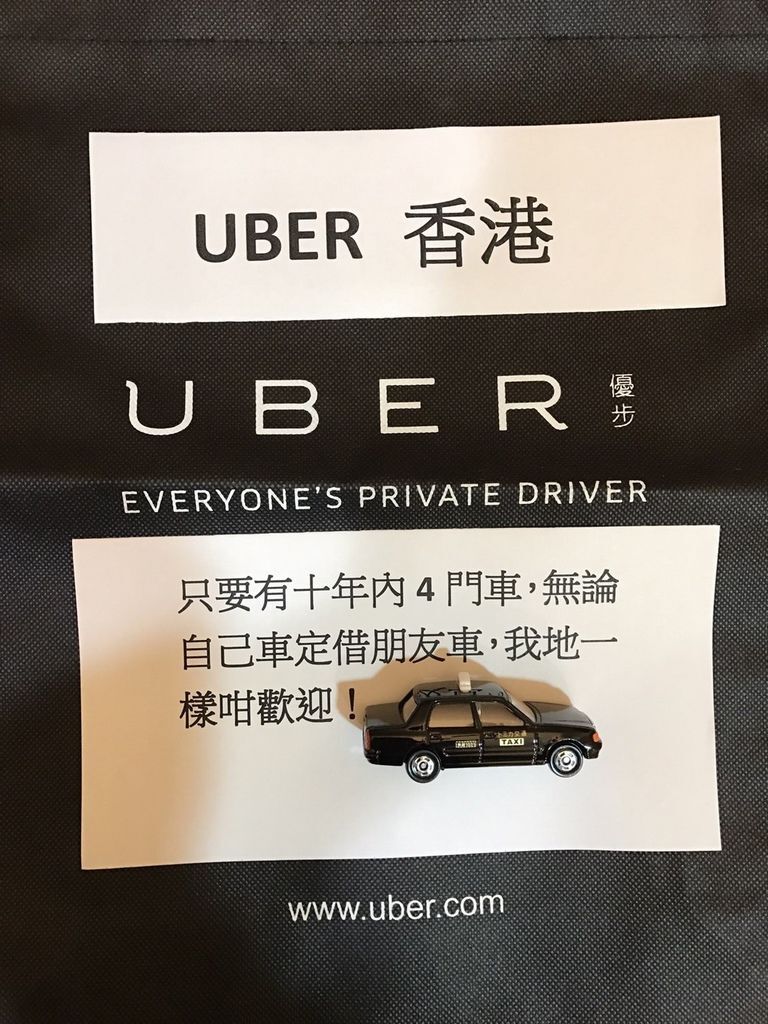 UBER 香港
UBER 優步
EVERYONE'S PRIVATE DRIVER
只要有十年內 4 門車，無論
自己車定借朋友車，我地一
樣咁歡迎！
TAXI
www.uber.com